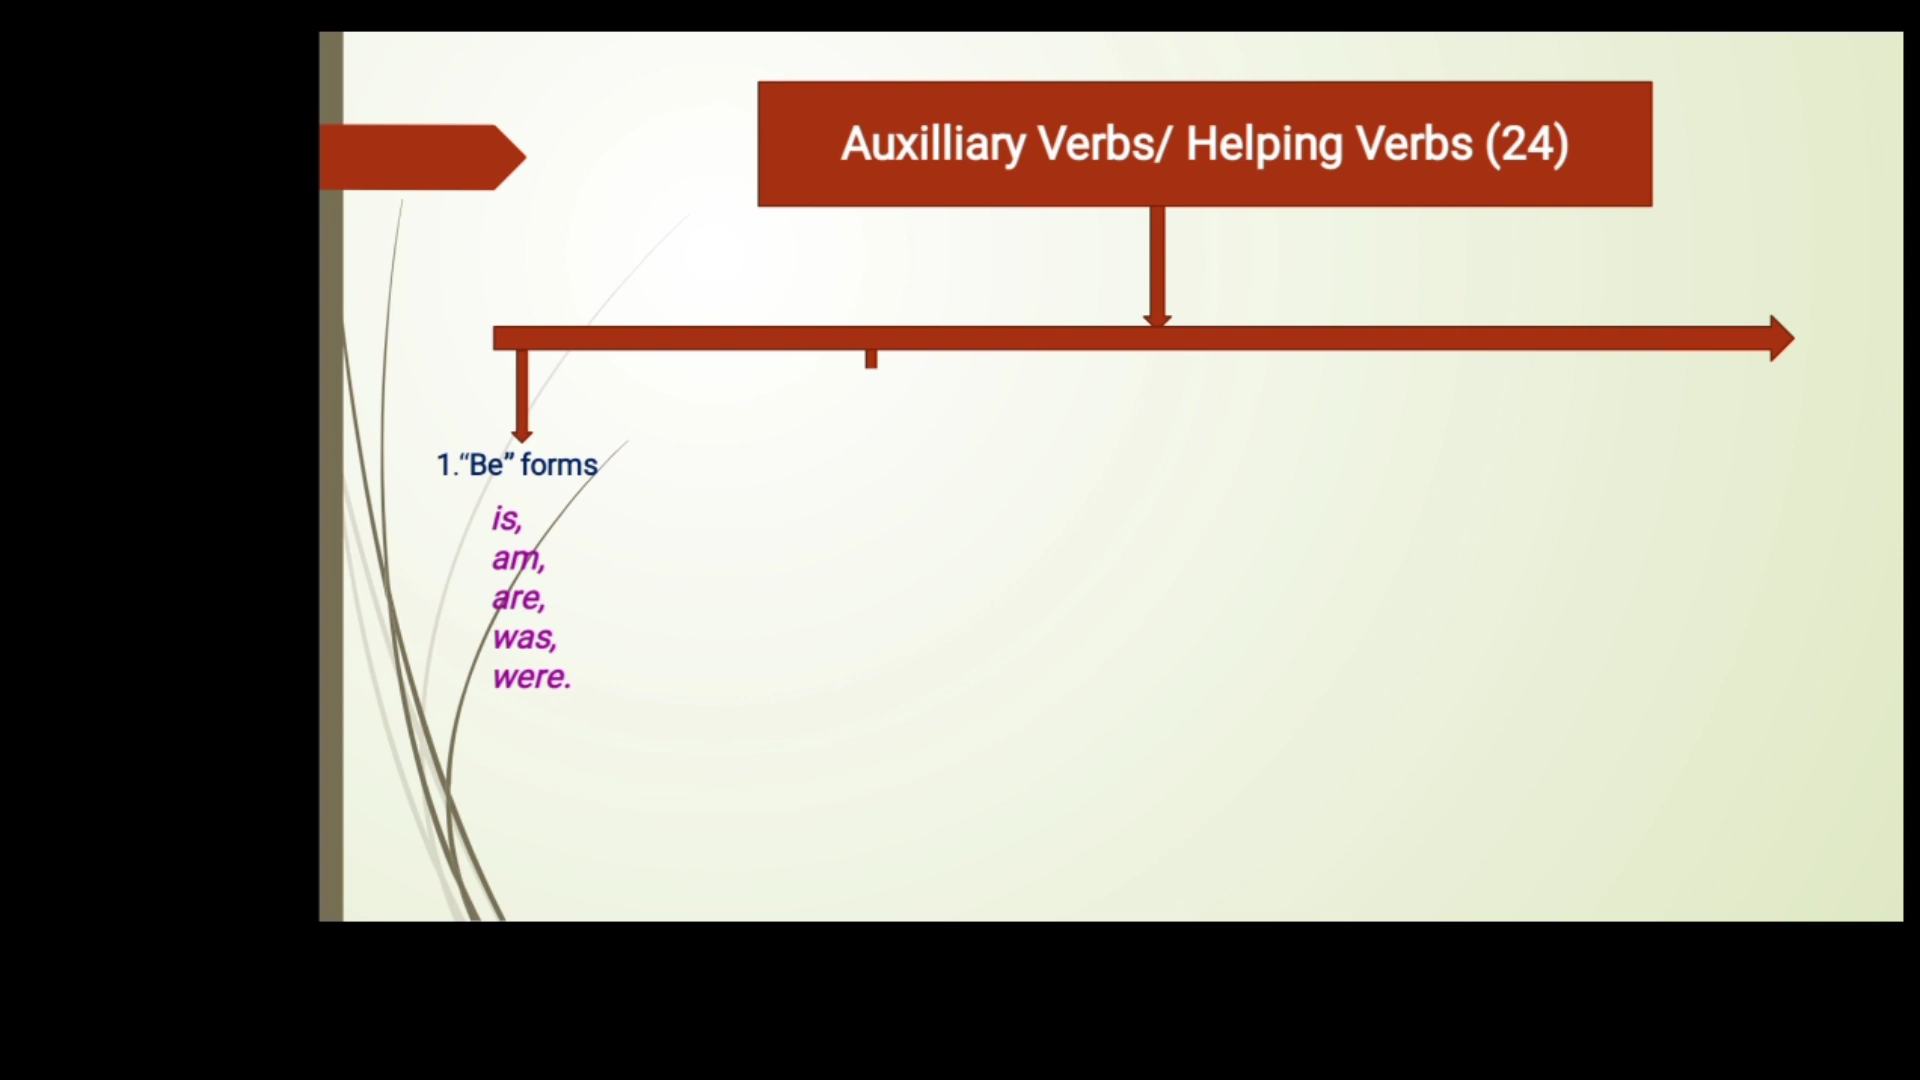 Auxilliary Verbs/ Helping Verbs (24)
1.“Be” forms
is,
am,
are,
was,
were.